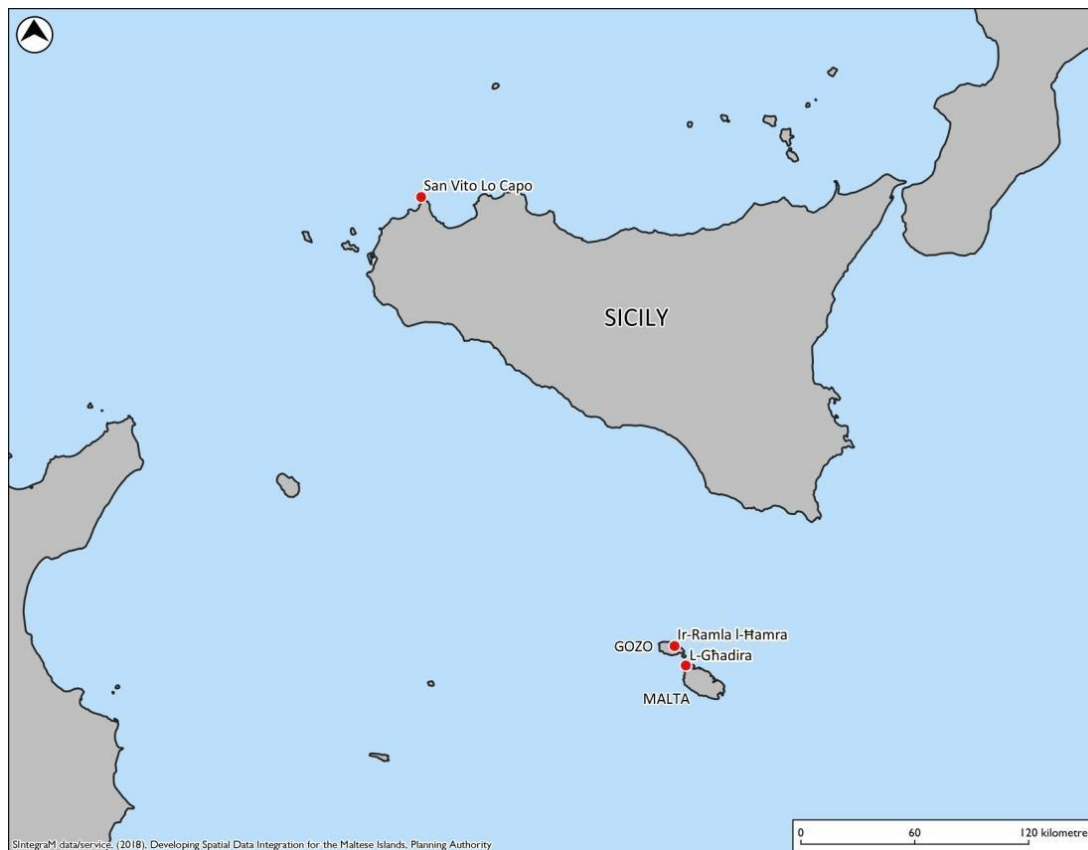 San Vito Lo Capo
SICILY
Ir-Ramla l-Ħamra
GOZO
L-Għadira
MALTA
0 60 120 kilometre
SIntegraM data/service, (2018), Developing Spatial Data Integration for the Maltese Islands, Planning Authority